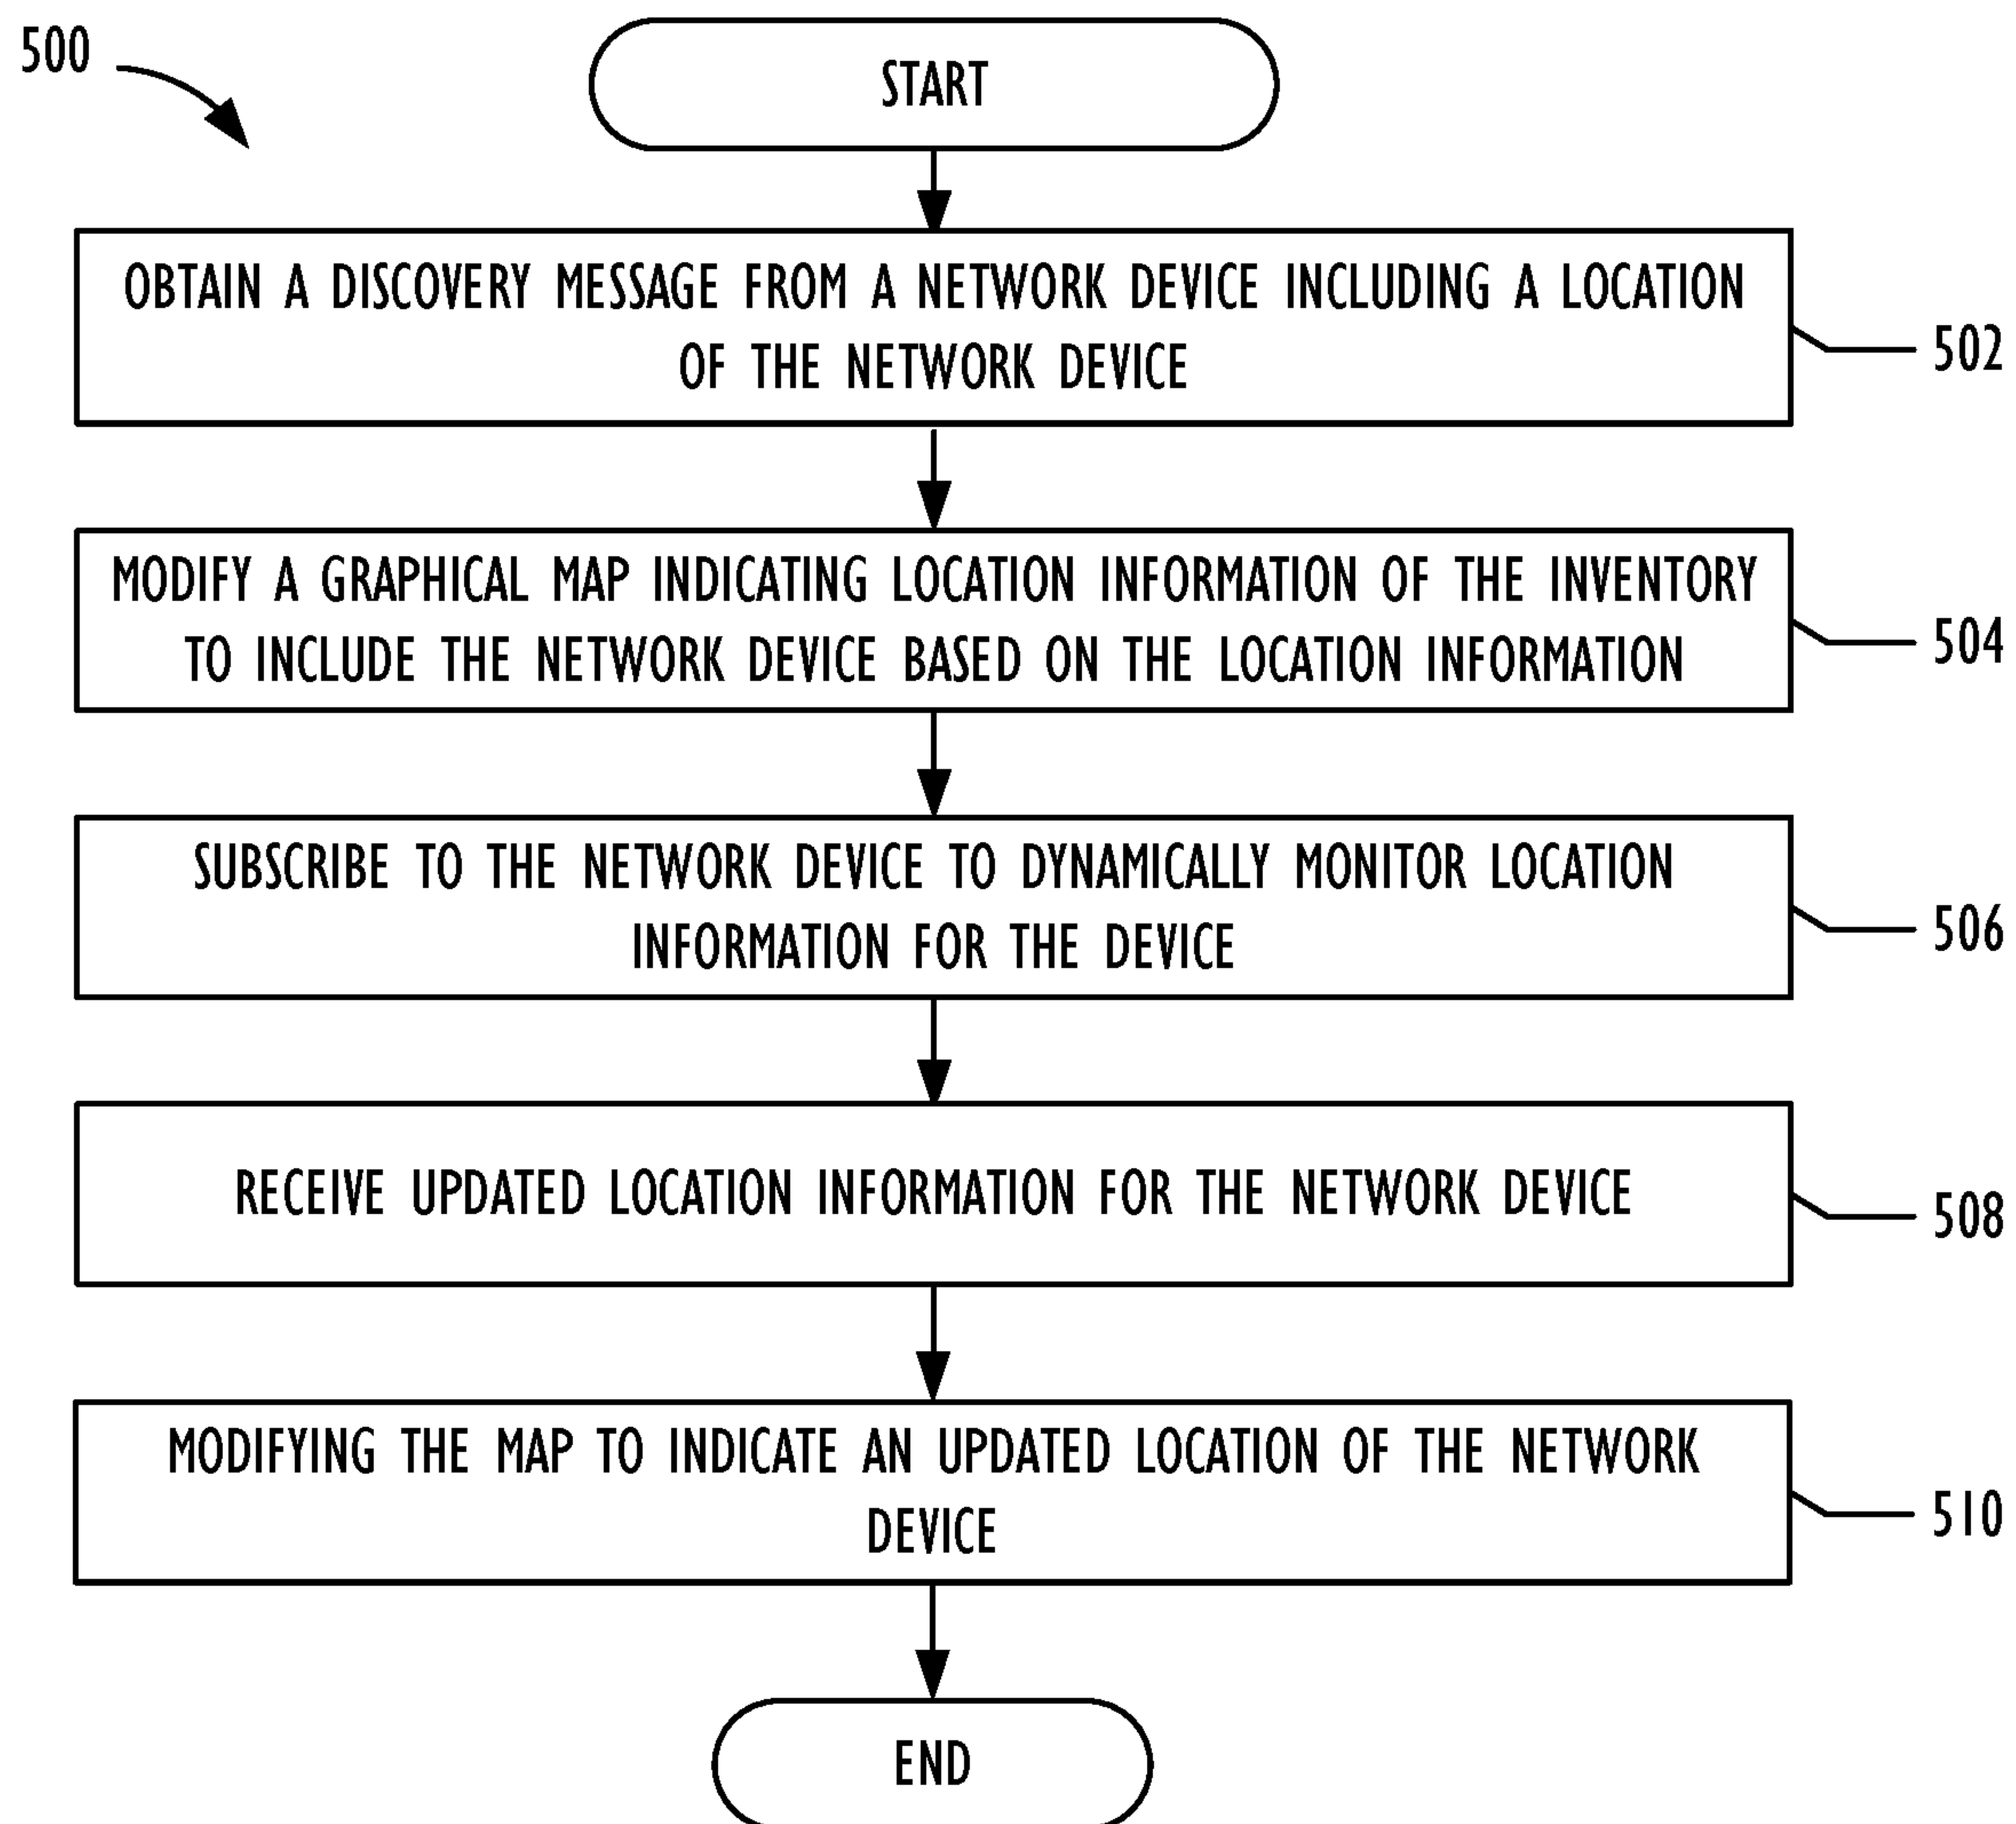 500
START
OBTAIN A DISCOVERY MESSAGE FROM A NETWORK DEVICE INCLUDING A LOCATION
OF THE NETWORK DEVICE
502
MODIFY A GRAPHICAL MAP INDICATING LOCATION INFORMATION OF THE INVENTORY
TO INCLUDE THE NETWORK DEVICE BASED ON THE LOCATION INFORMATION
504
SUBSCRIBE TO THE NETWORK DEVICE TO DYNAMICALLY MONITOR LOCATION
INFORMATION FOR THE DEVICE
506
RECEIVE UPDATED LOCATION INFORMATION FOR THE NETWORK DEVICE
508
MODIFYING THE MAP TO INDICATE AN UPDATED LOCATION OF THE NETWORK
DEVICE
510
END